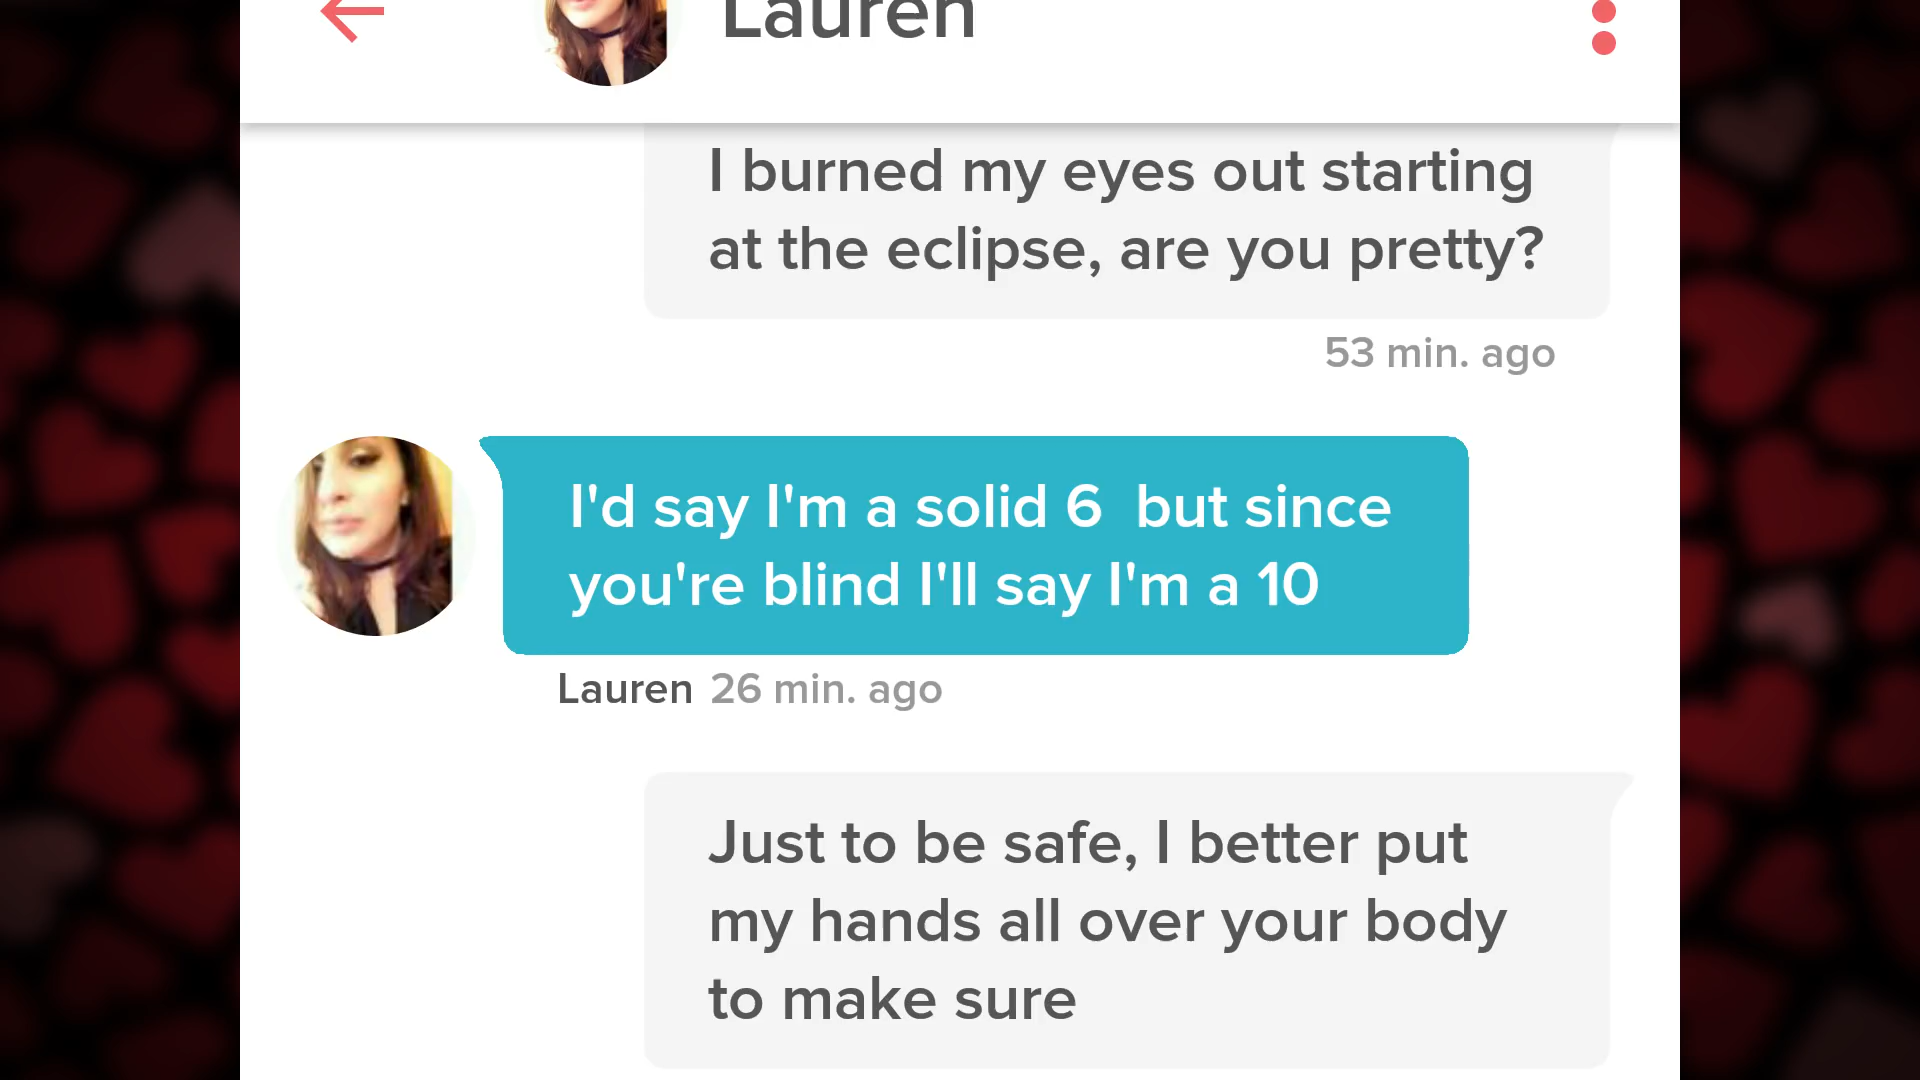 Lauren
I burned my eyes out starting
at the eclipse, are you pretty?
53 min. ago
I'd say I'm a solid 6  but since
you're blind I'll say I'm a 10
Lauren 26 min. ago
Just to be safe, I better put
my hands all over your body
to make sure